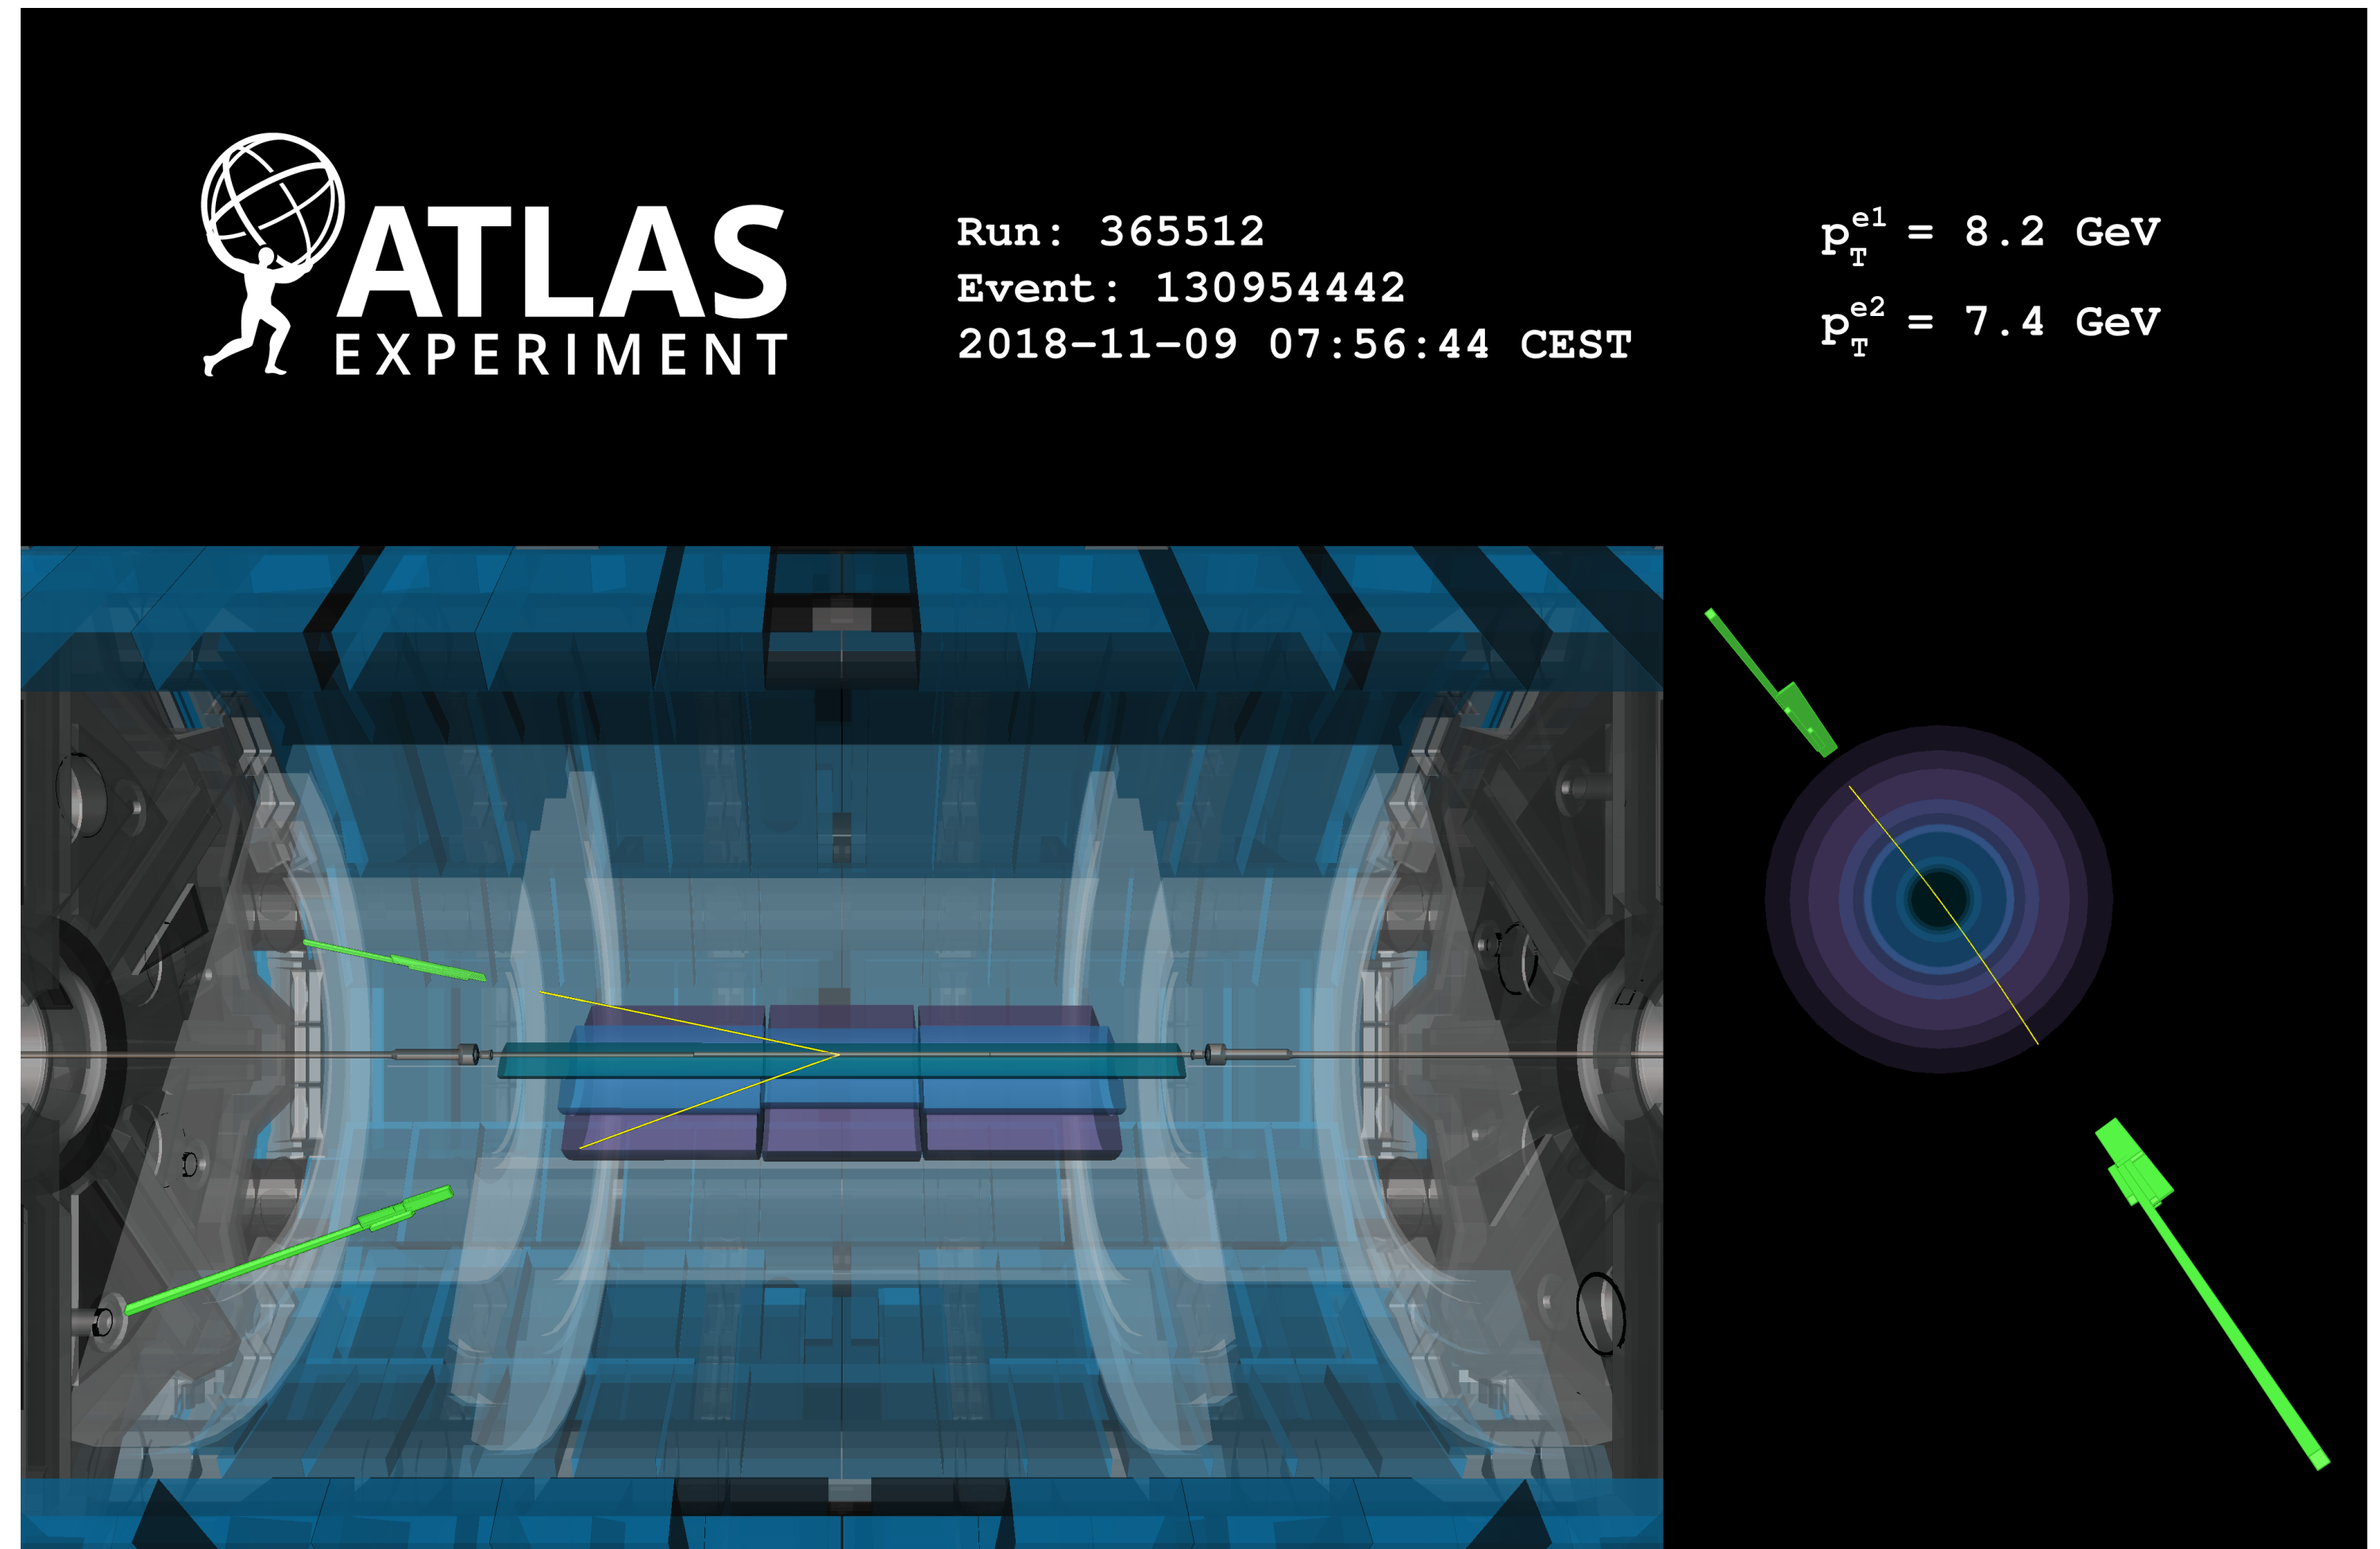 ATLAS
EXPERIMENT
Run: 365512
Event: 130954442
2018-11-09 07:56:44 CEST
p_T^e1 = 8.2 GeV
p_T^e2 = 7.4 GeV